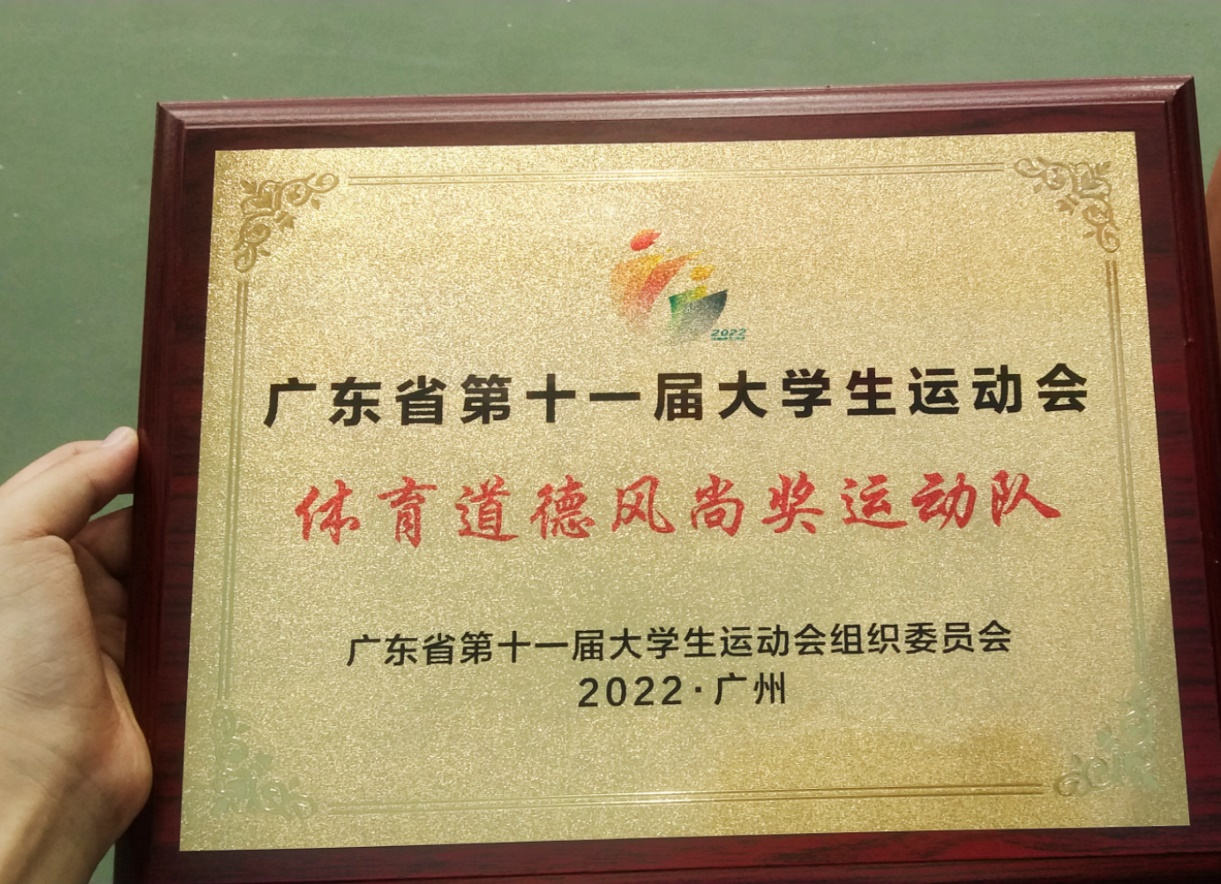 2022
广东省第十一届大学生运动会
体育道德风尚奖运动队
广东省第十一届大学生运动会组织委员会
2022·广州